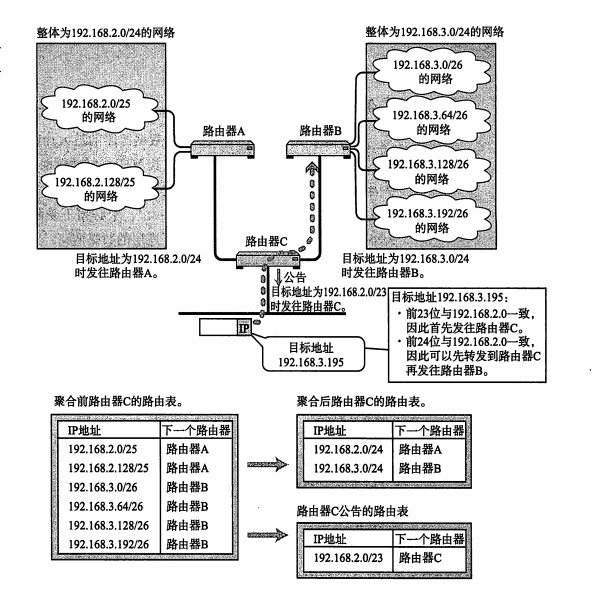 整体为192.168.2.0/24的网络
整体为192.168.3.0/24的网络
192.168.2.0/25
的网络
192.168.2.128/25
的网络
路由器A
路由器B
192.168.3.0/26
的网络
192.168.3.64/26
的网络
192.168.3.128/26
的网络
192.168.3.192/26
的网络
路由器C
目标地址为192.168.2.0/24
时发往路由器A。
目标地址为192.168.3.0/24
时发往路由器B。
公告
目标地址为192.168.2.0/23
时发往路由器C。
IP
目标地址
192.168.3.195
目标地址192.168.3.195：
·前23位与192.168.2.0一致，
因此首先发往路由器C。
·前24位与192.168.2.0一致，
因此可以先转发到路由器C
再发往路由器B。
聚合前路由器C的路由表。
IP地址 下一个路由器
192.168.2.0/25 路由器A
192.168.2.128/25 路由器A
192.168.3.0/26 路由器B
192.168.3.64/26 路由器B
192.168.3.128/26 路由器B
192.168.3.192/26 路由器B
聚合后路由器C的路由表。
IP地址 下一个路由器
192.168.2.0/24 路由器A
192.168.3.0/24 路由器B
路由器C公告的路由表
IP地址 下一个路由器
192.168.2.0/23 路由器C